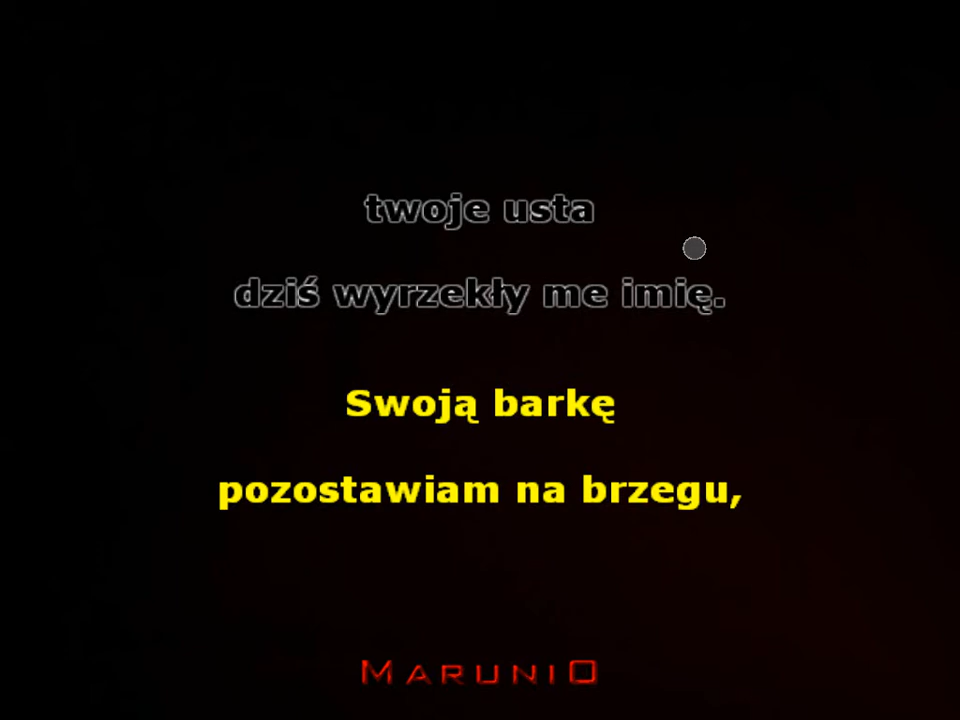 twoje usta
dziś wyrzekły me imię.
Swoją barkę
pozostawiam na brzegu,
MARUNIO